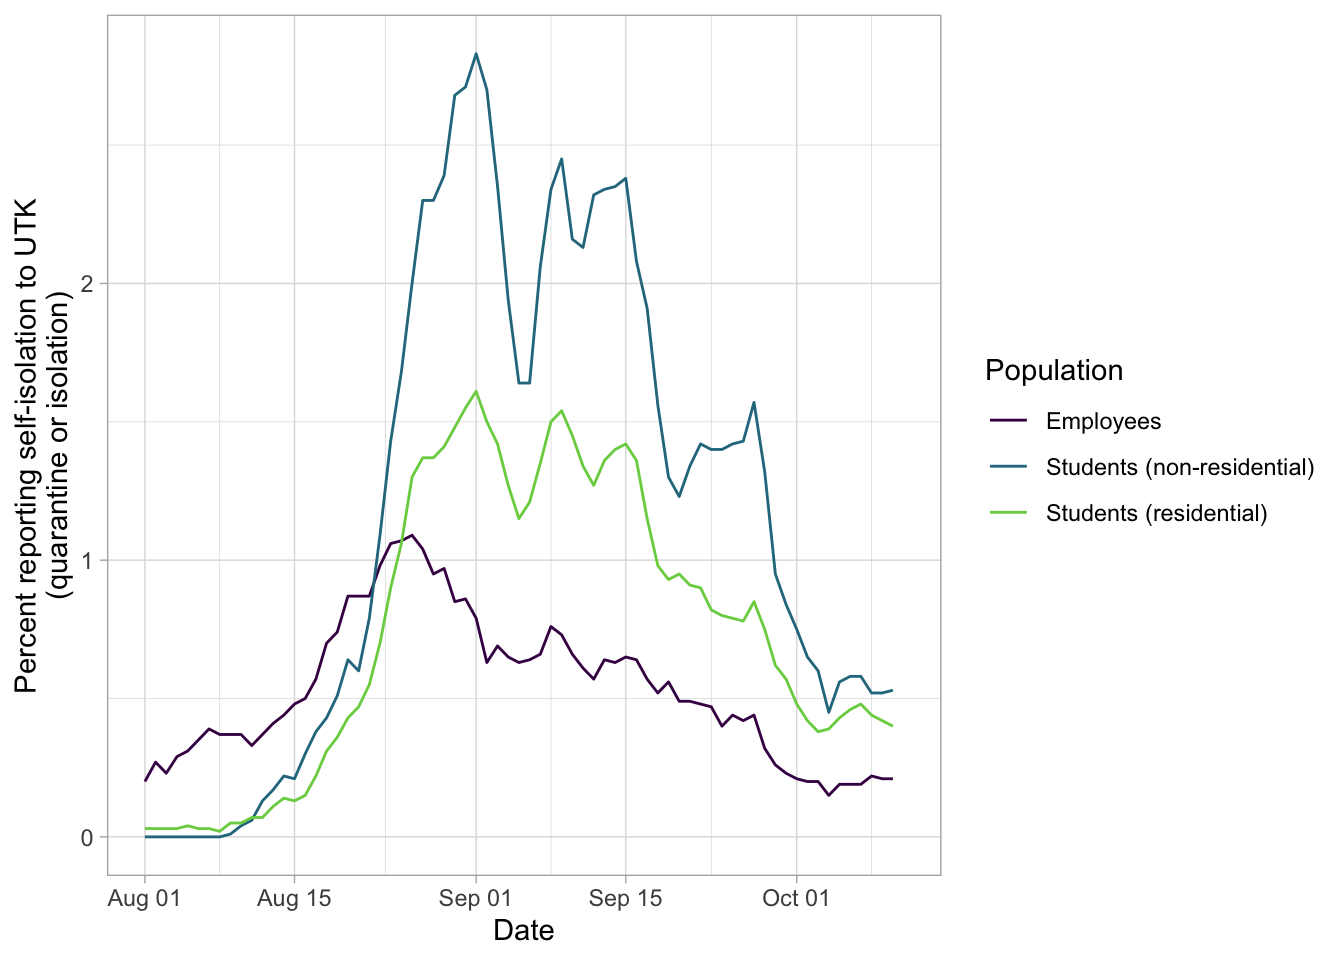 Percent reporting self-isolation to UTK
(quarantine or isolation)
2
1
0
Aug 01
Aug 15
Sep 01
Sep 15
Oct 01
Date
Population
Employees
Students (non-residential)
Students (residential)